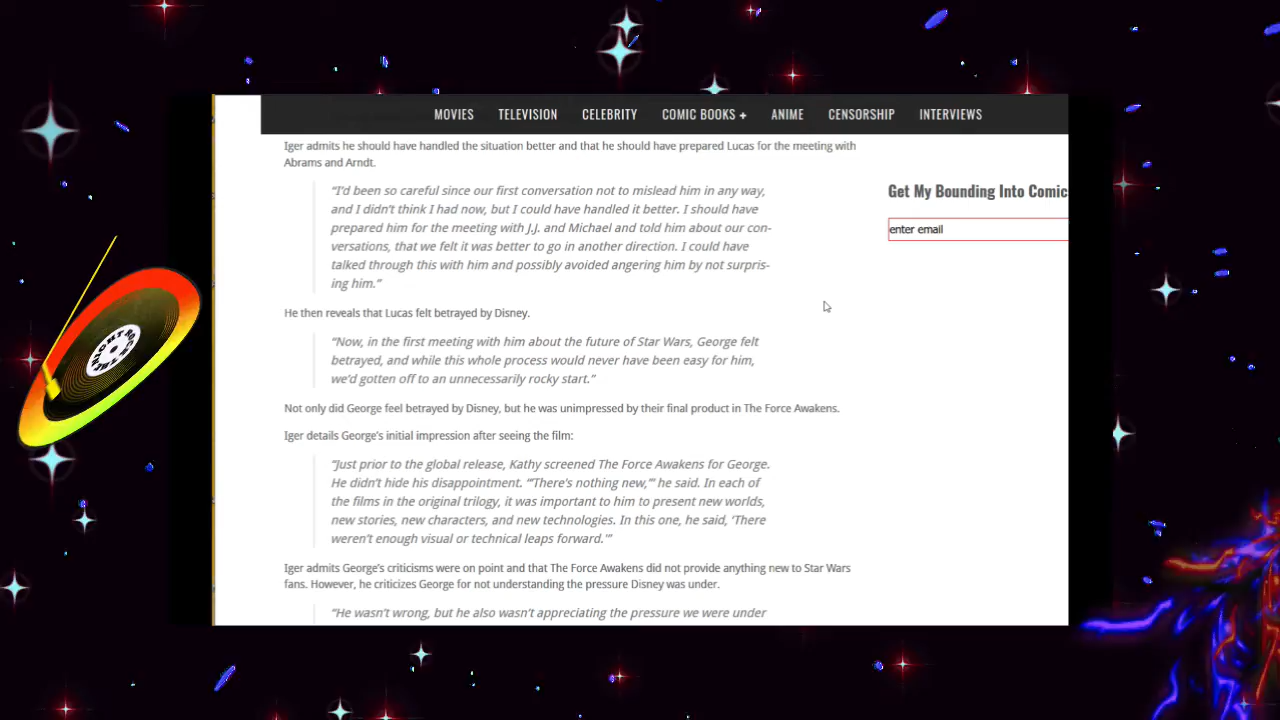 MOVIES TELEVISION CELEBRITY COMIC BOOKS + ANIME CENSORSHIP INTERVIEWS
Iger admits he should have handled the situation better and that he should have prepared Lucas for the meeting with
Abrams and Arndt.
“I’d been so careful since our first conversation not to mislead him in any way,
and I didn’t think I had now, but I could have handled it better. I should have
prepared him for the meeting with J.J. and Michael and told him about our con-
versations, that we felt it was better to go in another direction. I could have
talked through this with him and possibly avoided angering him by not surpris-
ing him.”
He then reveals that Lucas felt betrayed by Disney.
“Now, in the first meeting with him about the future of Star Wars, George felt
betrayed, and while this whole process would never have been easy for him,
we’d gotten off to an unnecessarily rocky start.”
Not only did George feel betrayed by Disney, but he was unimpressed by their final product in The Force Awakens.
Iger details George’s initial impression after seeing the film:
“Just prior to the global release, Kathy screened The Force Awakens for George.
He didn’t hide his disappointment. “‘There’s nothing new,’” he said. In each of
the films in the original trilogy, it was important to him to present new worlds,
new stories, new characters, and new technologies. In this one, he said, ‘There
weren’t enough visual or technical leaps forward.’”
Iger admits George’s criticisms were on point and that The Force Awakens did not provide anything new to Star Wars
fans. However, he criticizes George for not understanding the pressure Disney was under.
“He wasn’t wrong, but he also wasn’t appreciating the pressure we were under
Get My Bounding Into Comic
enter email